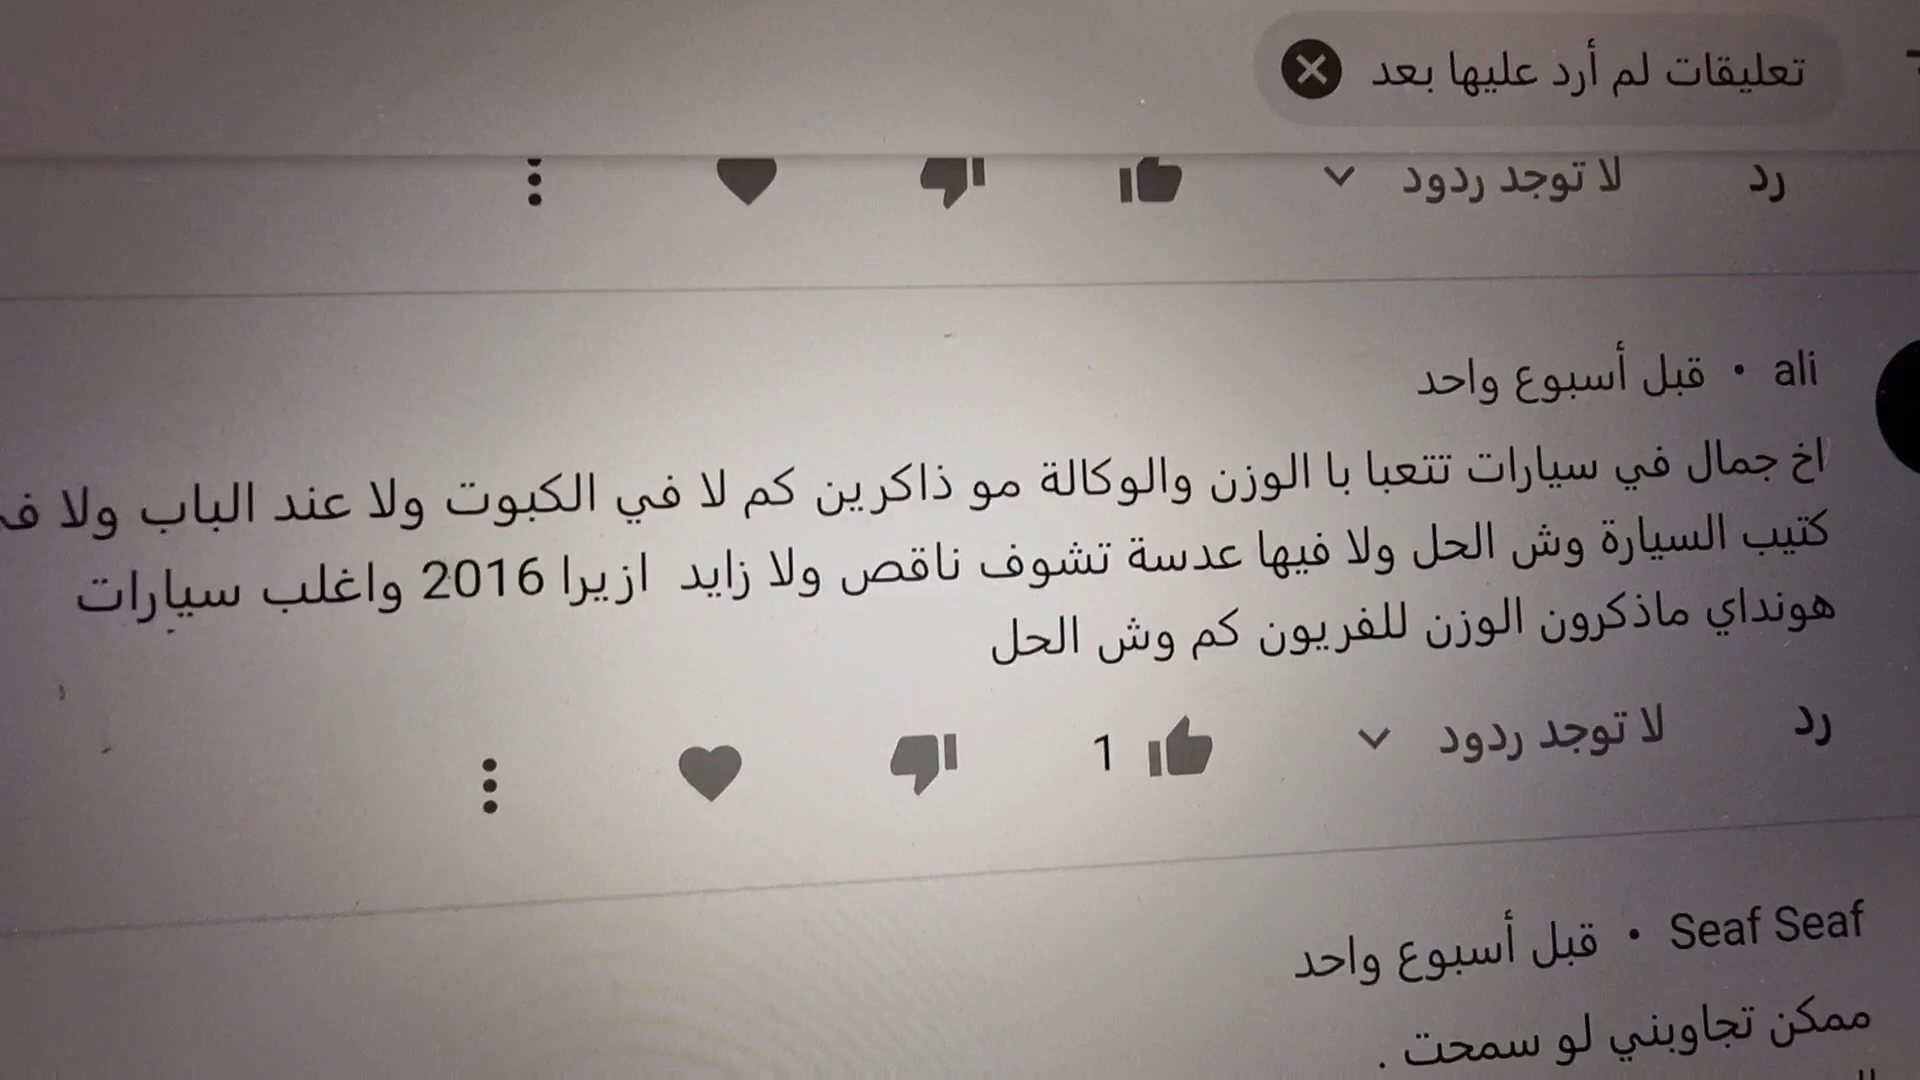 تعليقات لم أرد عليها بعد
رد لا توجد ردود
ali • قبل أسبوع واحد
اخ جمال في سيارات تتعبا با الوزن والوكالة مو ذاكرين كم لا في الكبوت ولا عند الباب ولا
كتيب السيارة وش الحل ولا فيها عدسة تشوف ناقص ولا زايد ازيرا 2016 واغلب سيارات
هونداي ماذكرون الوزن للفريون كم وش الحل
رد لا توجد ردود 1
Seaf Seaf • قبل أسبوع واحد
ممكن تجاوبني لو سمحت .